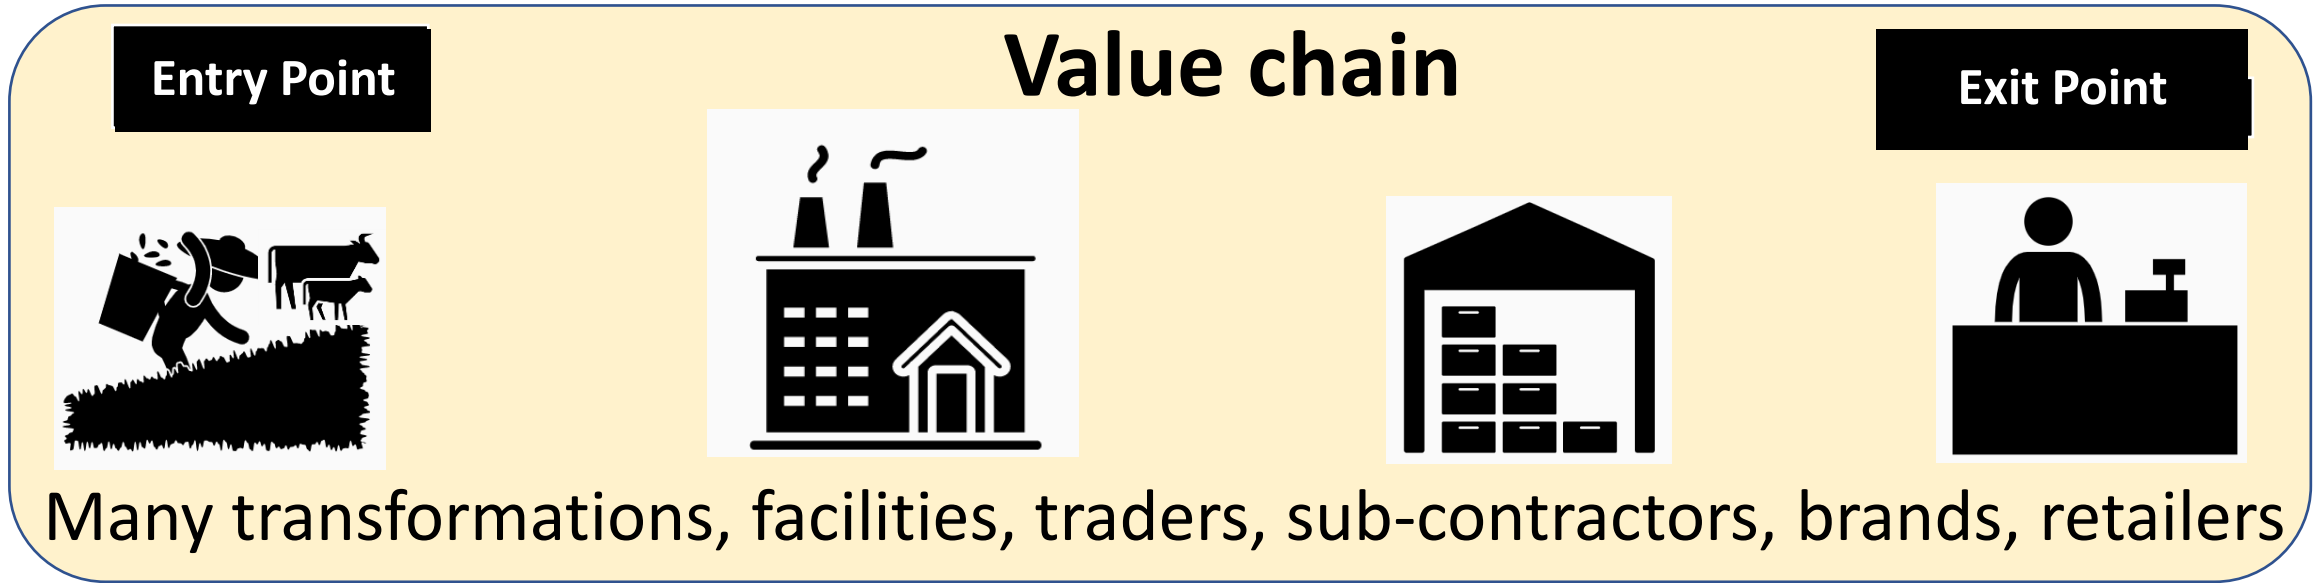 Entry Point
Value chain
Exit Point
Many transformations, facilities, traders, sub-contractors, brands, retailers